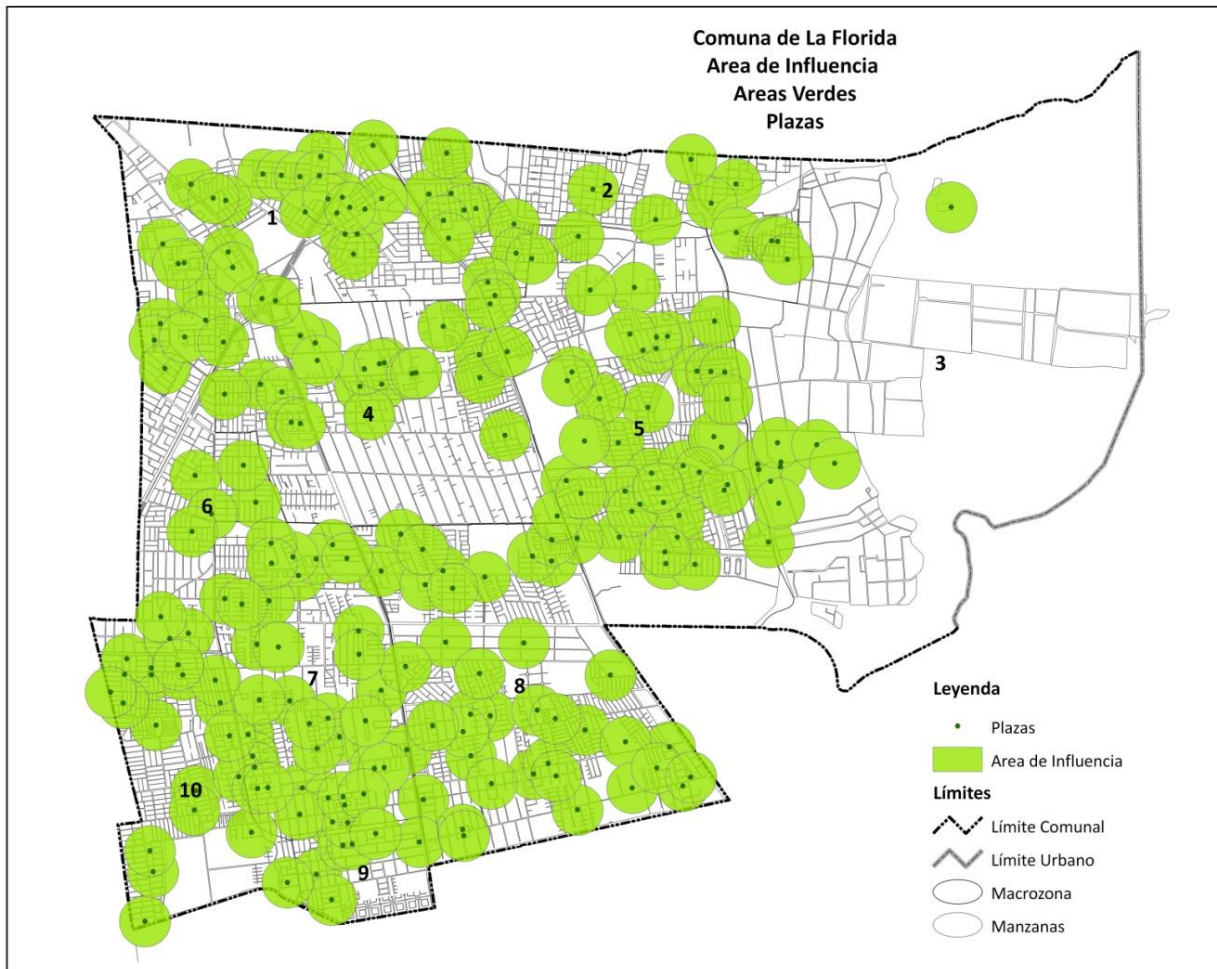 Comuna de La Florida
Area de Influencia
Areas Verdes
Plazas
1
2
3
4
5
6
7
8
10
9
Leyenda
Plazas
Area de Influencia
Límites
Límite Comunal
Límite Urbano
Macrozona
Manzanas